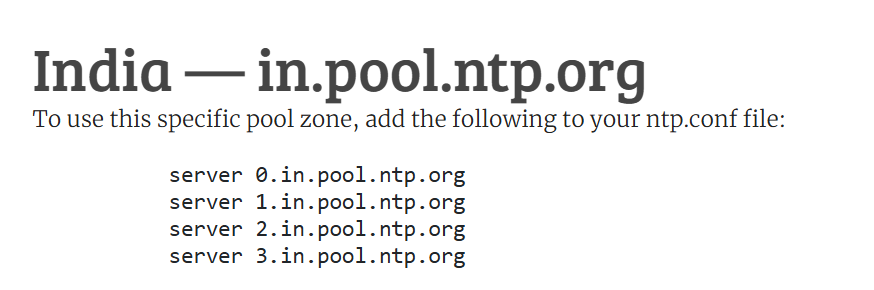 India — in.pool.ntp.org
To use this specific pool zone, add the following to your ntp.conf file:
server 0.in.pool.ntp.org
server 1.in.pool.ntp.org
server 2.in.pool.ntp.org
server 3.in.pool.ntp.org